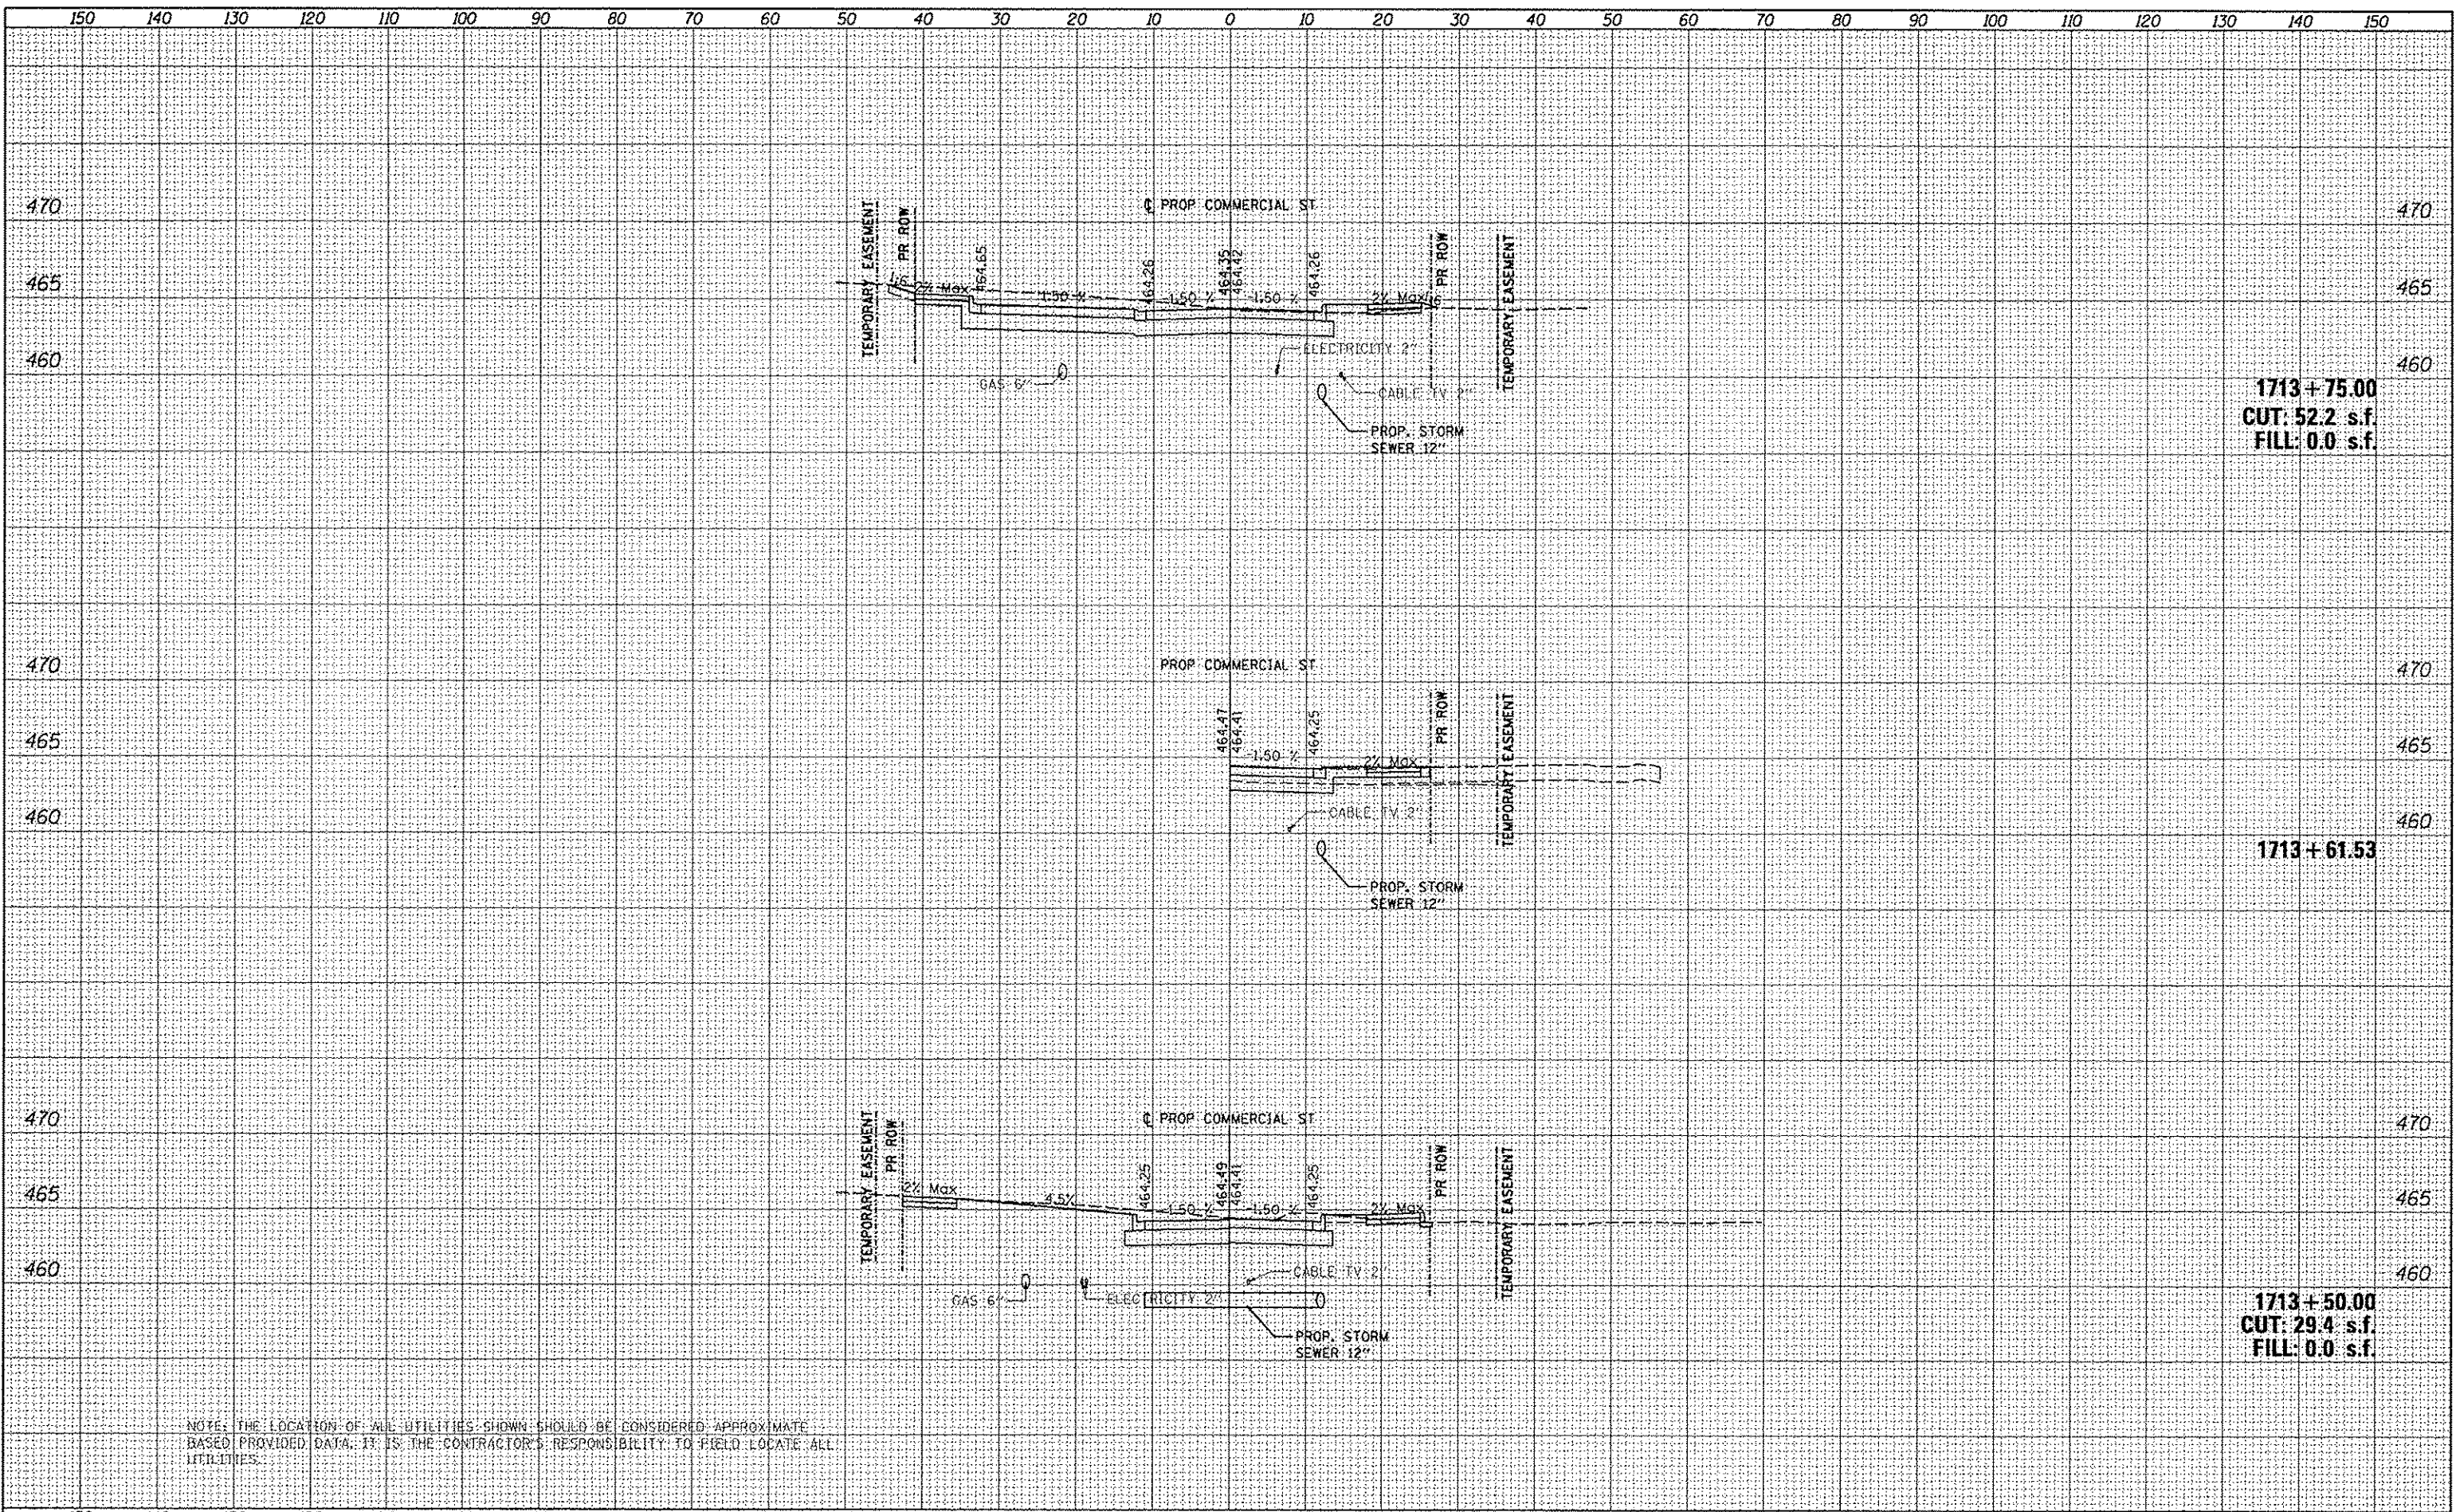 150 140 130 120 110 100 90 80 70 60 50 40 30 20 10 0 10 20 30 40 50 60 70 80 90 100 110 120 130 140 150
470 470
℄ PROP COMMERCIAL ST
TEMPORARY EASEMENT
PR ROW
464.65
464.26
464.35
464.42
464.26
PR ROW
TEMPORARY EASEMENT
465 465
1:6
2% Max
1.50 %
-1.50 %
-1.50 %
2% Max
1:6
460 460
ELECTRICITY 2"
GAS 6"
CABLE TV 2"
PROP. STORM
SEWER 12"
1713 + 75.00
CUT: 52.2 s.f.
FILL: 0.0 s.f.
470 470
PROP COMMERCIAL ST
464.47
464.41
464.25
PR ROW
TEMPORARY EASEMENT
465 465
-1.50 %
2% Max
460 460
CABLE TV 2"
1713 + 61.53
PROP. STORM
SEWER 12"
470 470
℄ PROP COMMERCIAL ST
TEMPORARY EASEMENT
PR ROW
464.25
464.49
464.41
464.25
PR ROW
TEMPORARY EASEMENT
465 465
2% Max
4.5%
-1.50 %
-1.50 %
2% Max
460 460
CABLE TV 2"
GAS 6"
ELECTRICITY 2"
PROP. STORM
SEWER 12"
1713 + 50.00
CUT: 29.4 s.f.
FILL: 0.0 s.f.
NOTE: THE LOCATION OF ALL UTILITIES SHOWN SHOULD BE CONSIDERED APPROXIMATE
BASED PROVIDED DATA. IT IS THE CONTRACTOR'S RESPONSIBILITY TO FIELD LOCATE ALL
UTILITIES.